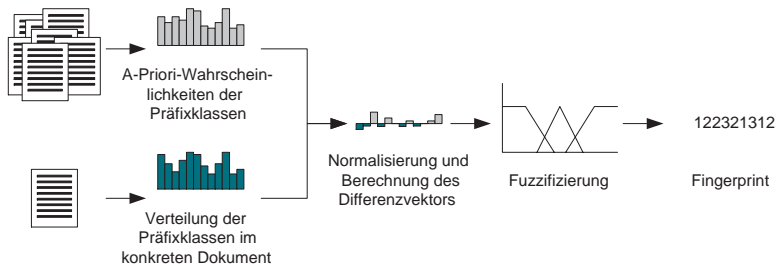 A-Priori-Wahrschein-
lichkeiten der
Präfixklassen
Verteilung der
Präfixklassen im
konkreten Dokument
Normalisierung und
Berechnung des
Differenzvektors
Fuzzifizierung
122321312
Fingerprint